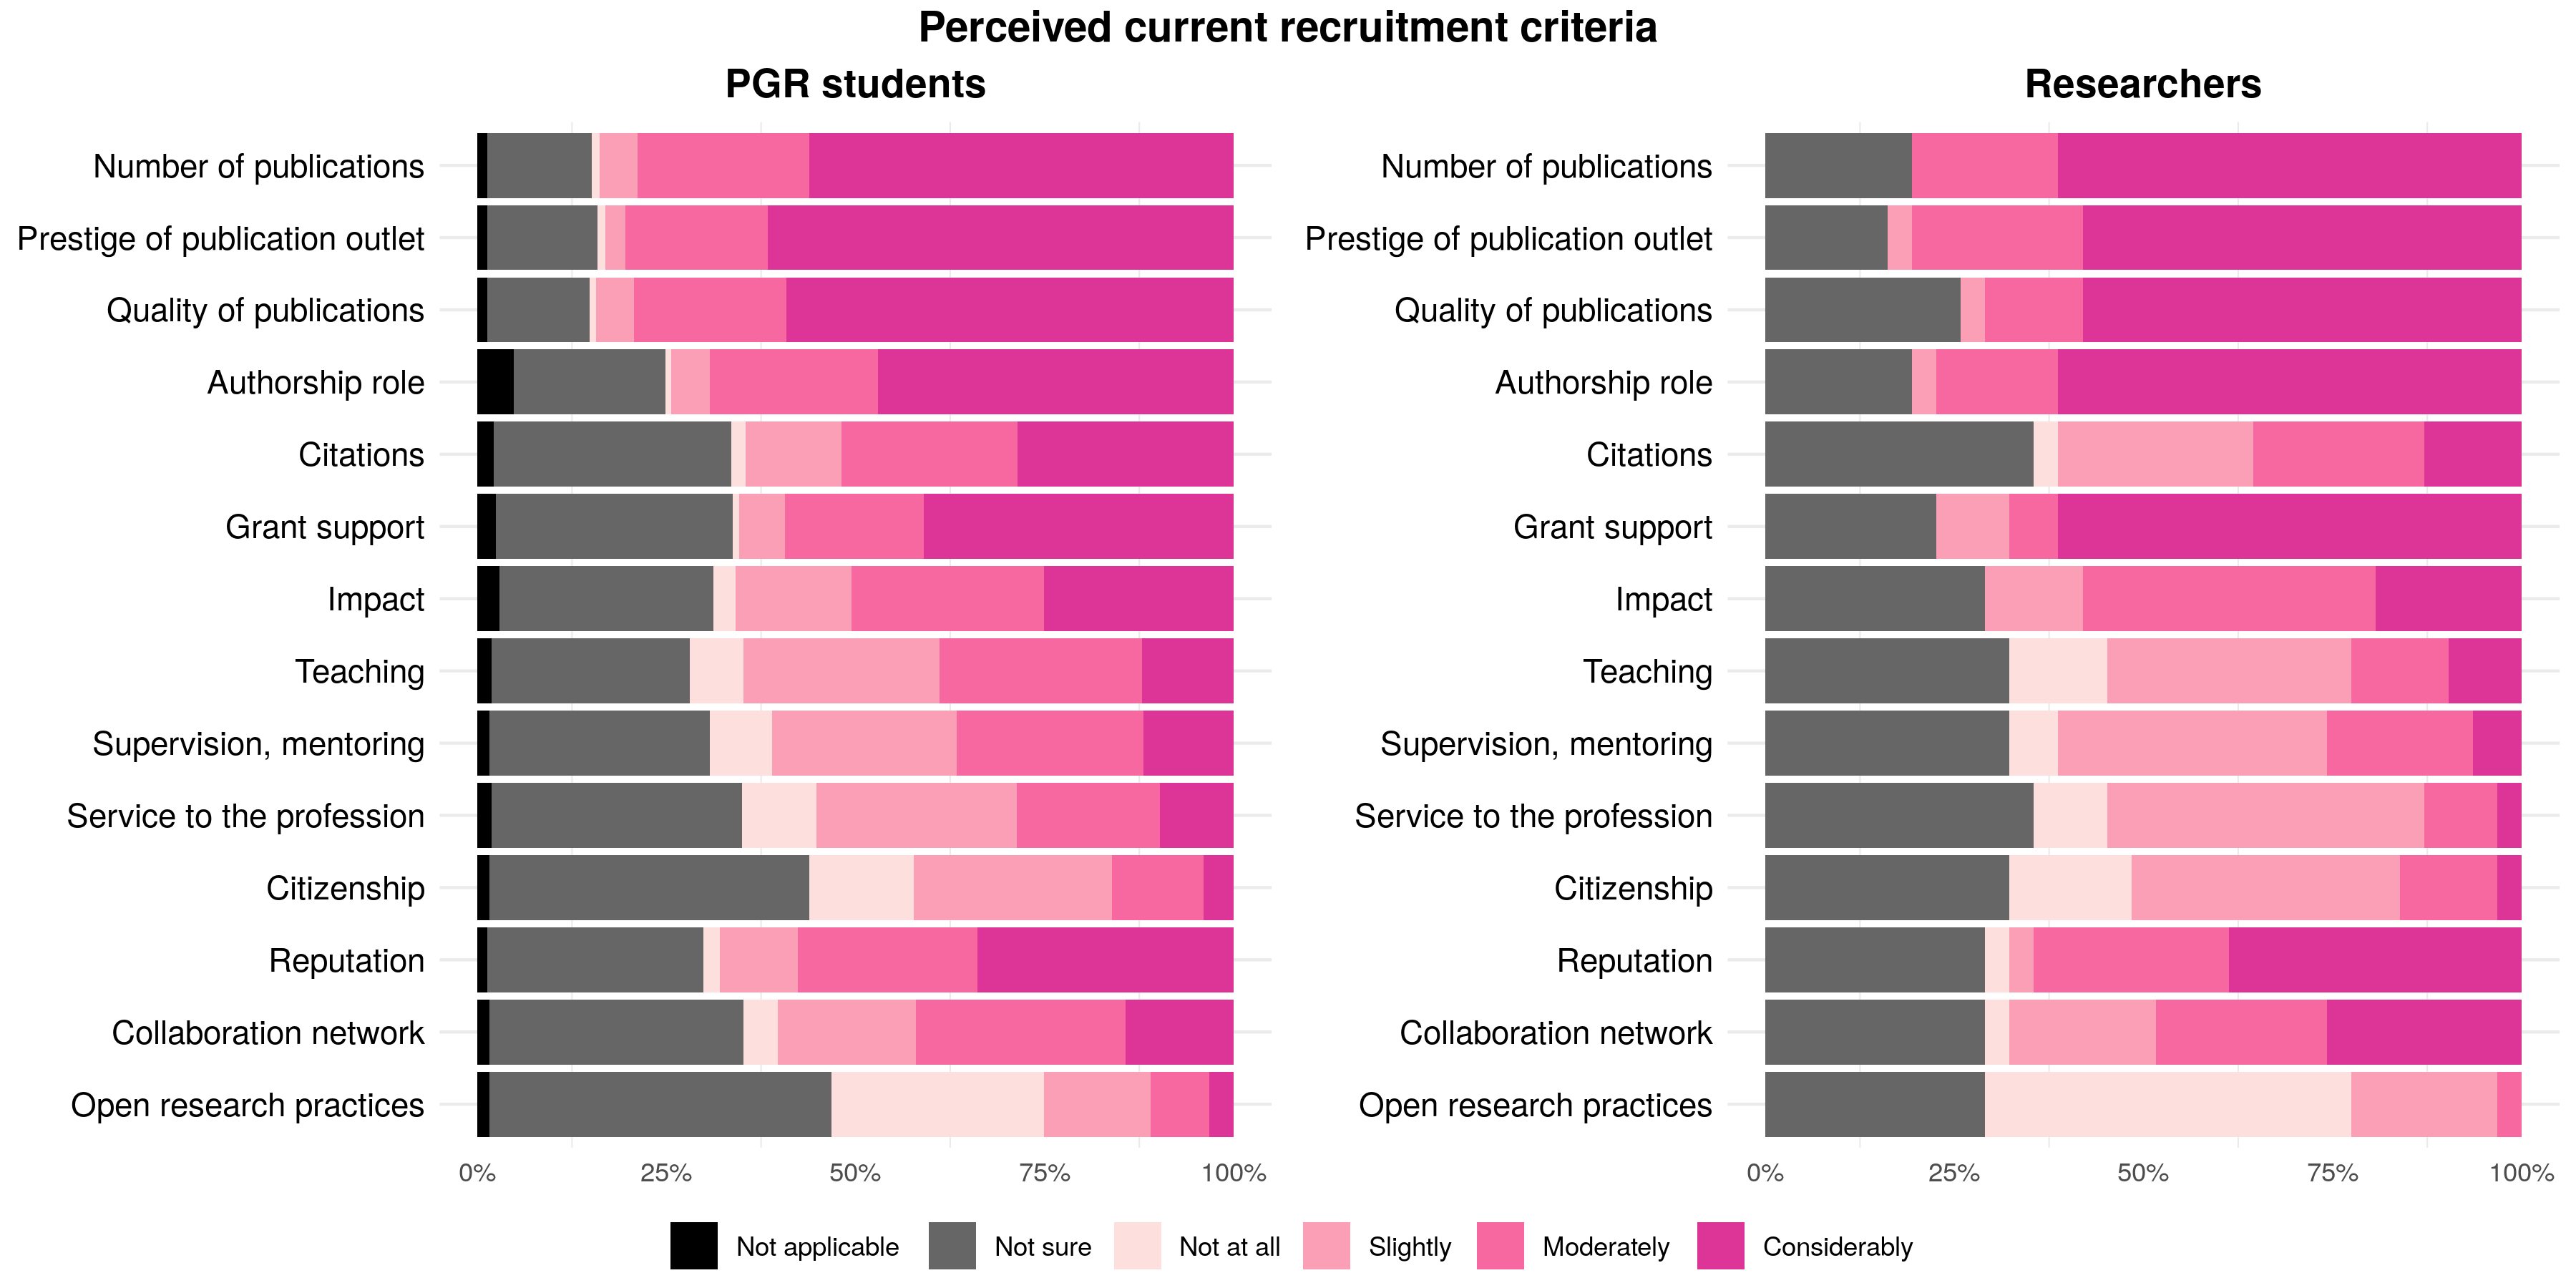 Perceived current recruitment criteria
PGR students
Number of publications
Prestige of publication outlet
Quality of publications
Authorship role
Citations
Grant support
Impact
Teaching
Supervision, mentoring
Service to the profession
Citizenship
Reputation
Collaboration network
Open research practices
0% 25% 50% 75% 100%
Researchers
Number of publications
Prestige of publication outlet
Quality of publications
Authorship role
Citations
Grant support
Impact
Teaching
Supervision, mentoring
Service to the profession
Citizenship
Reputation
Collaboration network
Open research practices
0% 25% 50% 75% 100%
Not applicable Not sure Not at all Slightly Moderately Considerably